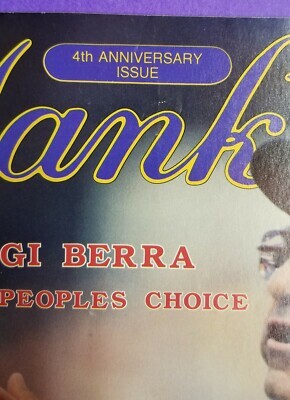 4th ANNIVERSARY
ISSUE
ank
GI BERRA
PEOPLES CHOICE